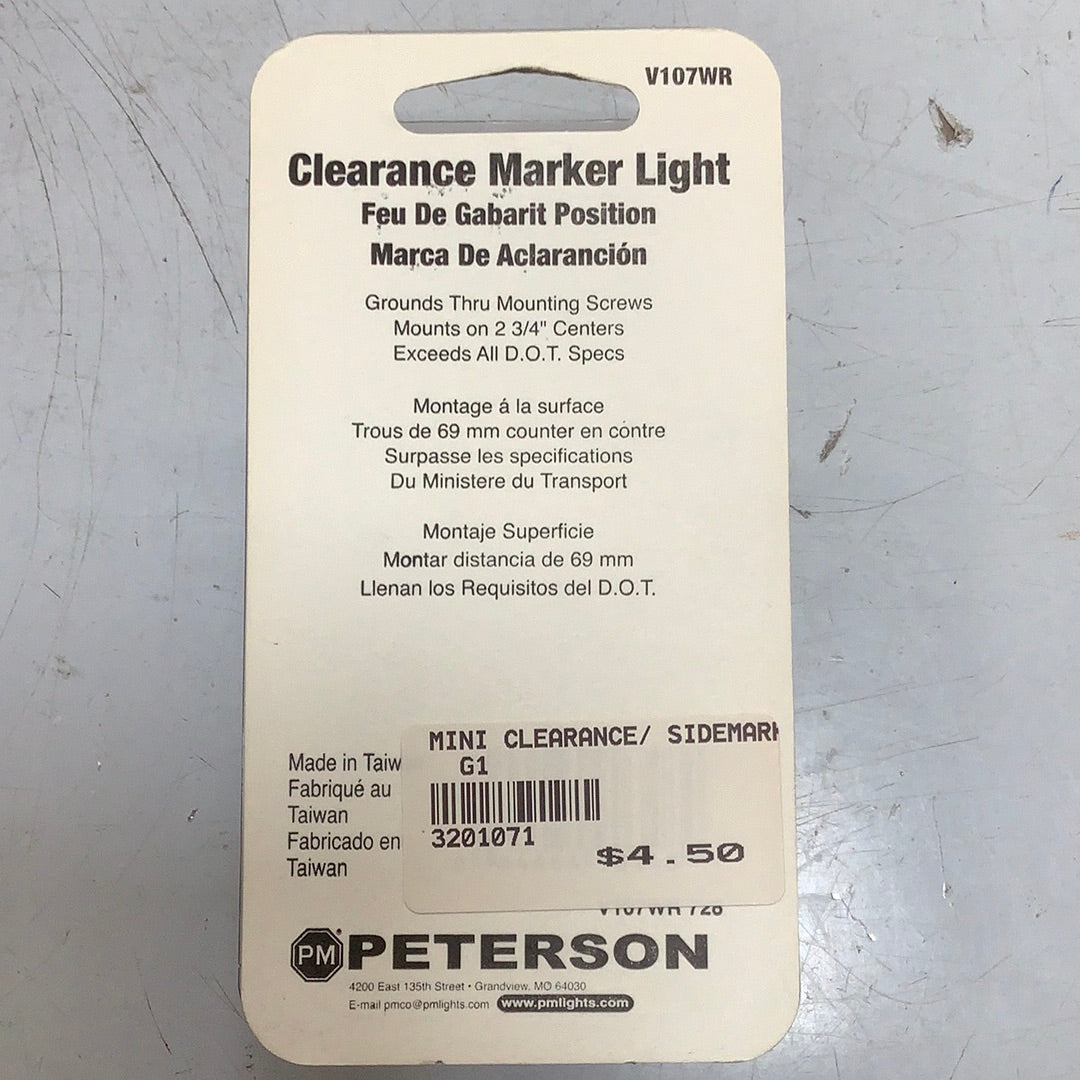 V107WR
Clearance Marker Light
Feu De Gabarit Position
Marca De Aclaranción
Grounds Thru Mounting Screws
Mounts on 2 3/4" Centers
Exceeds All D.O.T. Specs
Montage á la surface
Trous de 69 mm counter en contre
Surpasse les specifications
Du Ministere du Transport
Montaje Superficie
Montar distancia de 69 mm
Llenan los Requisitos del D.O.T.
Made in Taiw
Fabriqué au
Taiwan
Fabricado en
Taiwan
MINI CLEARANCE/ SIDEMARK
G1
3201071
$4.50
V107WR 728
PM PETERSON
4200 East 135th Street • Grandview, MO 64030
E-mail pmco@pmlights.com www.pmlights.com